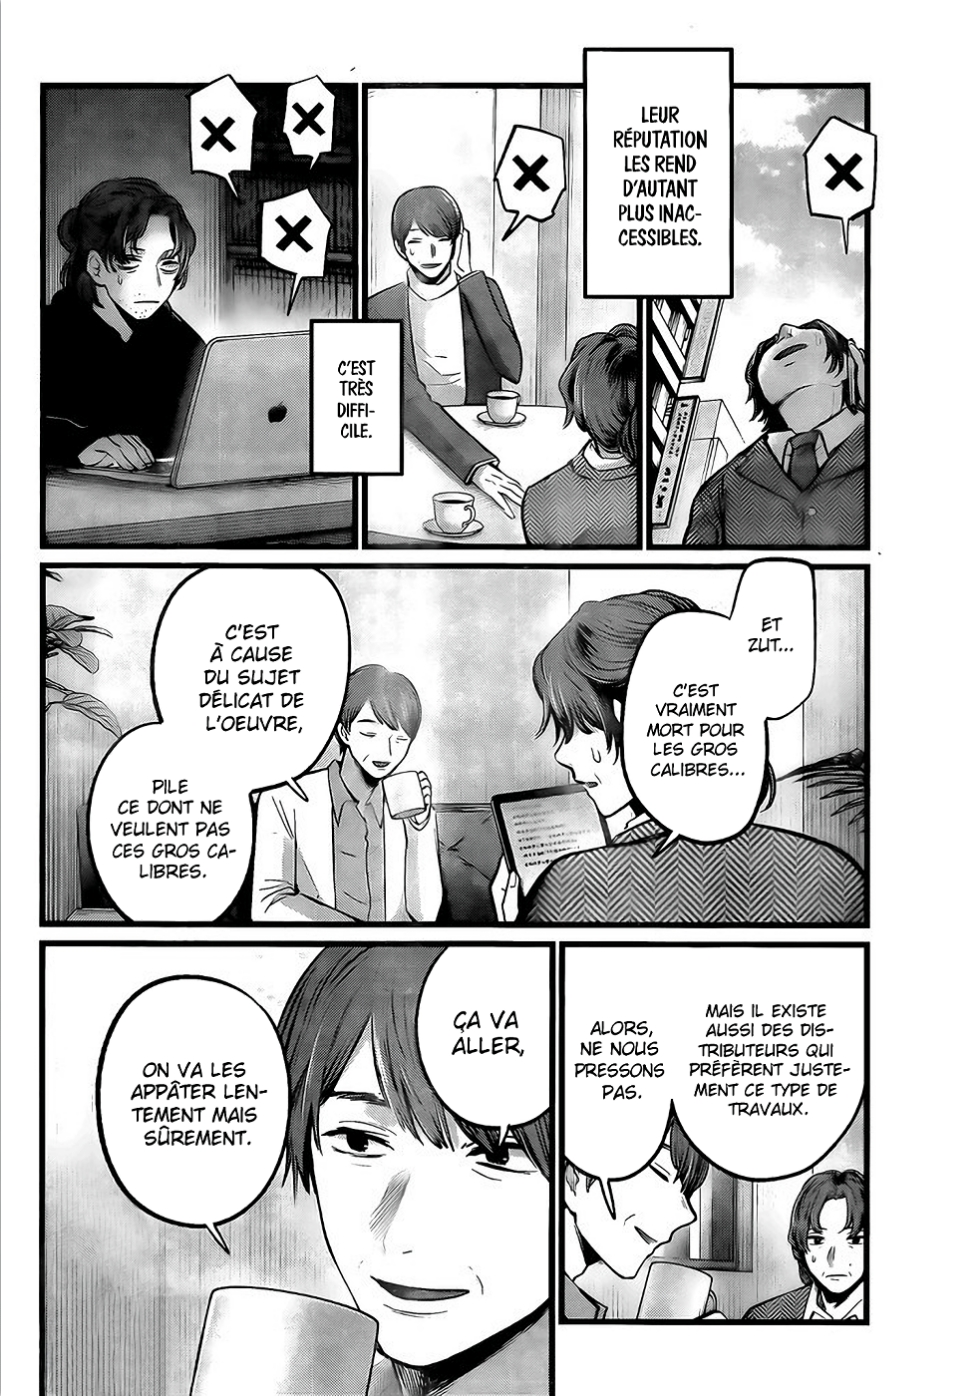 LEUR
RÉPUTATION
LES REND
D'AUTANT
PLUS INAC-
CESSIBLES.
C'EST
TRÈS
DIFFI-
CILE.
ET
ZUT...
C'EST
VRAIMENT
MORT POUR
LES GROS
CALIBRES...
C'EST
À CAUSE
DU SUJET
DÉLICAT DE
L'OEUVRE,
PILE
CE DONT NE
VEULENT PAS
CES GROS CA-
LIBRES.
MAIS IL EXISTE
AUSSI DES DIS-
TRIBUTEURS QUI
PRÉFÈRENT JUSTE-
MENT CE TYPE DE
TRAVAUX.
ALORS,
NE NOUS
PRESSONS
PAS.
ÇA VA
ALLER,
ON VA LES
APPÂTER LEN-
TEMENT MAIS
SÛREMENT.